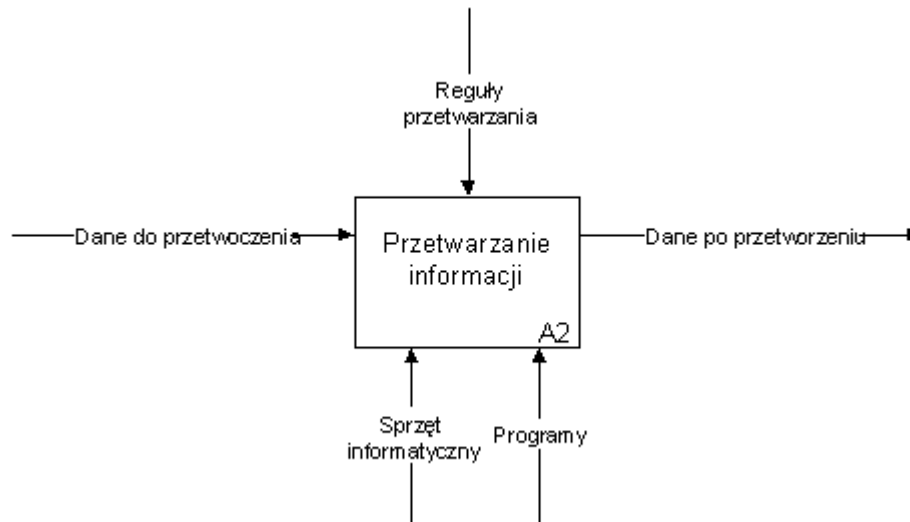 Reguły
przetwarzania
Dane do przetwoczenia
Przetwarzanie
informacji
A2
Dane po przetworzeniu
Sprzęt
informatyczny
Programy